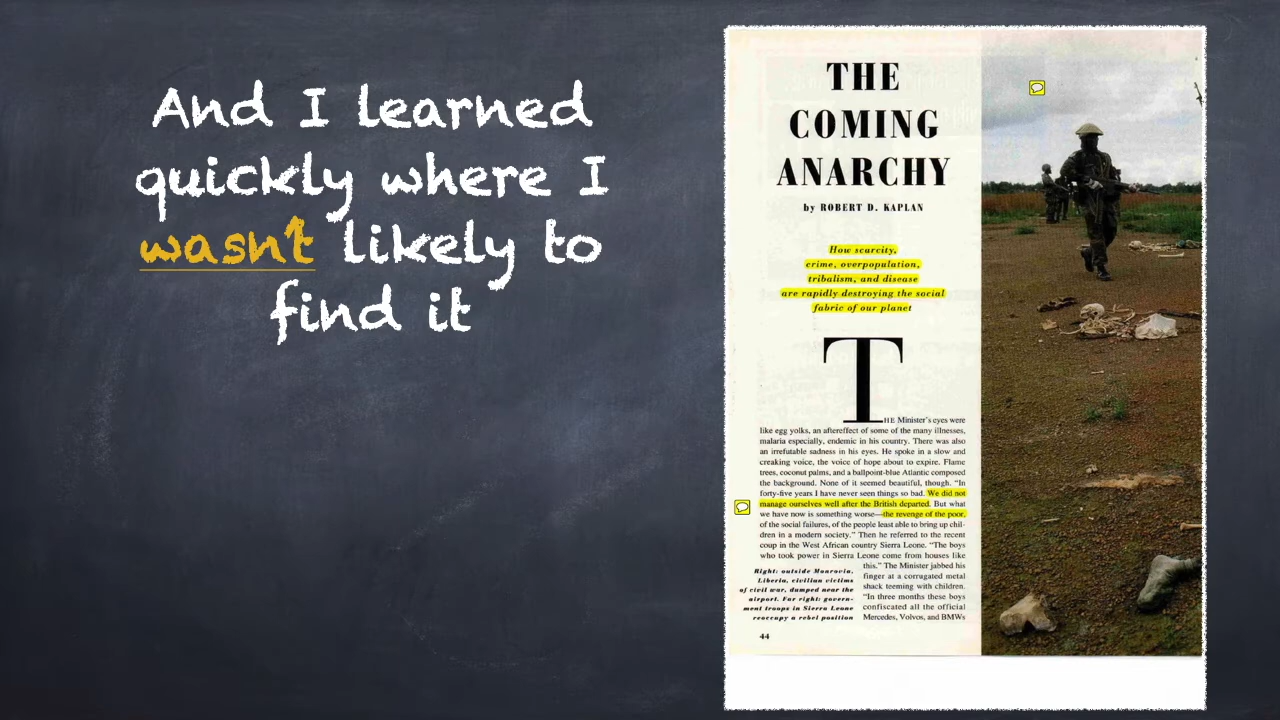 And I learned
quickly where I
wasn't likely to
find it
THE
COMING
ANARCHY
by ROBERT D. KAPLAN
How scarcity,
crime, overpopulation,
tribalism, and disease
are rapidly destroying the social
fabric of our planet
THE Minister's eyes were
like egg yolks, an aftereffect of some of the many illnesses,
malaria especially, endemic in his country. There was also
an irrefutable sadness in his eyes. He spoke in a slow and
creaking voice, the voice of hope about to expire. Flame
trees, coconut palms, and a ballpoint-blue Atlantic composed
the background. None of it seemed beautiful, though. "In
forty-five years I have never seen things so bad. We did not
manage ourselves well after the British departed. But what
we have now is something worse—the revenge of the poor,
of the social failures, of the people least able to bring up chil-
dren in a modern society." Then he referred to the recent
coup in the West African country Sierra Leone. "The boys
who took power in Sierra Leone come from houses like
this." The Minister jabbed his
finger at a corrugated metal
shack teeming with children.
"In three months these boys
confiscated all the official
Mercedes, Volvos, and BMWs
Right: outside Monrovia,
Liberia, civilian victims
of civil war, dumped near the
airport. Far right: govern-
ment troops in Sierra Leone
reoccupy a rebel position
44